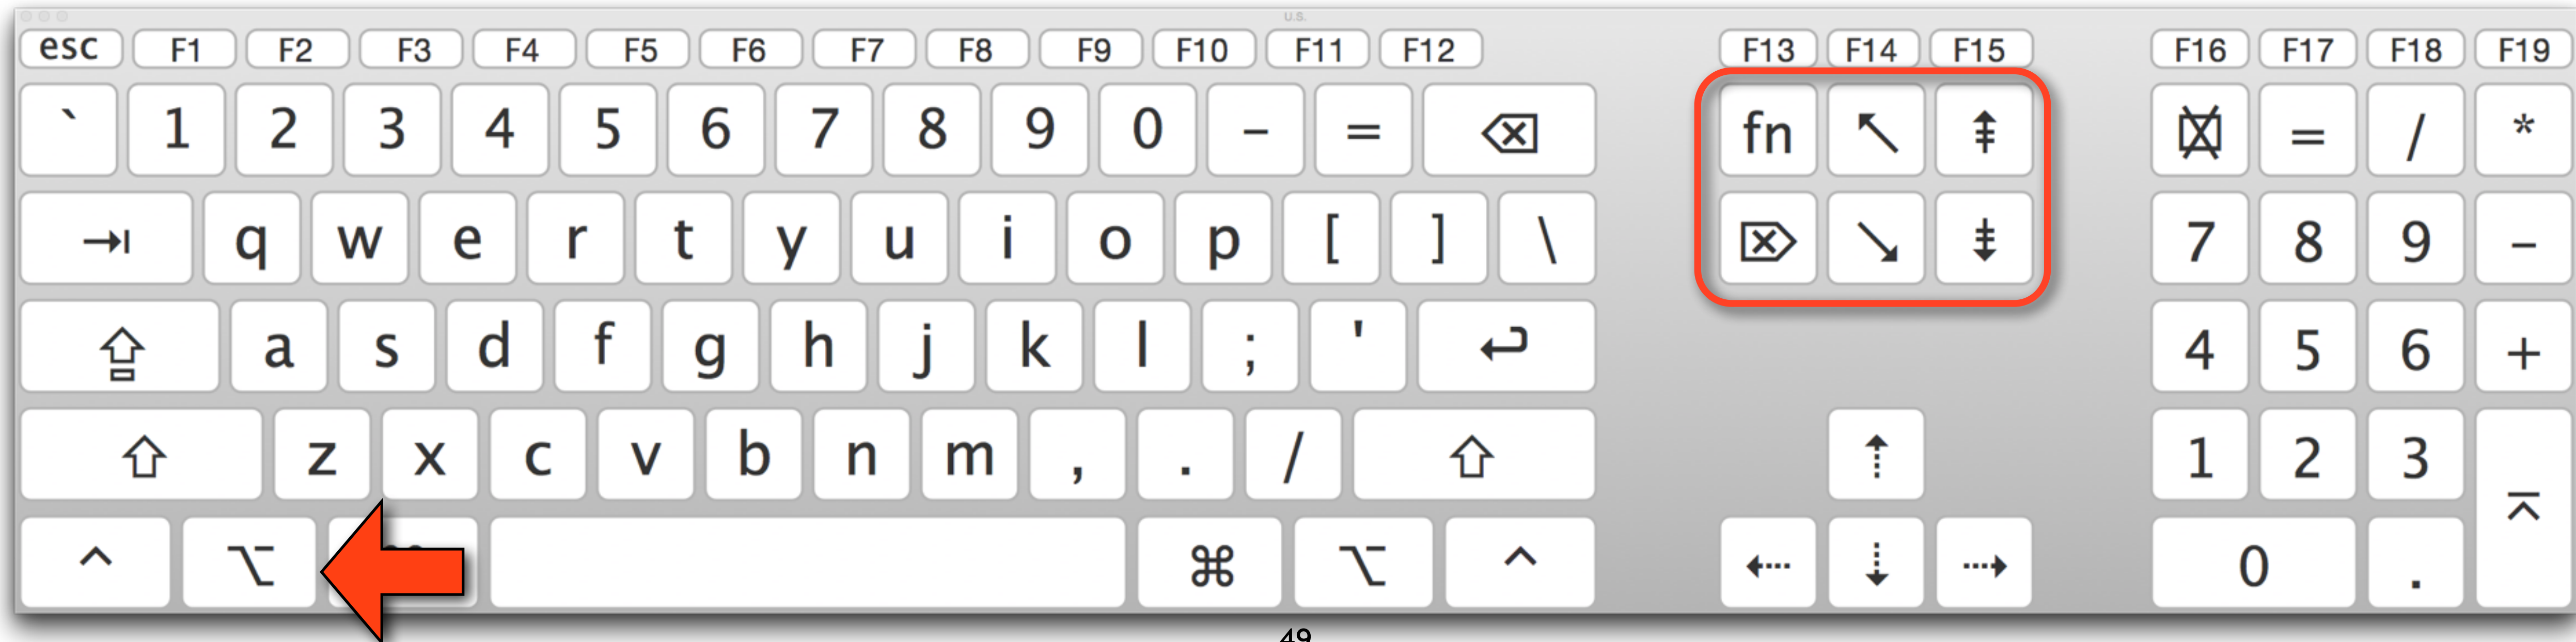 U.S.
esc F1 F2 F3 F4 F5 F6 F7 F8 F9 F10 F11 F12 F13 F14 F15 F16 F17 F18 F19
` 1 2 3 4 5 6 7 8 9 0 - = ⌫ fn ↖ ⇞ = / *
⇥ q w e r t y u i o p [ ] \ ⌦ ↘ ⇟ 7 8 9 -
⇪ a s d f g h j k l ; ' ↩ 4 5 6 +
⇧ z x c v b n m , . / ⇧ ⇡ 1 2 3 ⌅
^ ⌥ ⌘ ⌥ ^ ⇠ ⇣ ⇢ 0 .
49